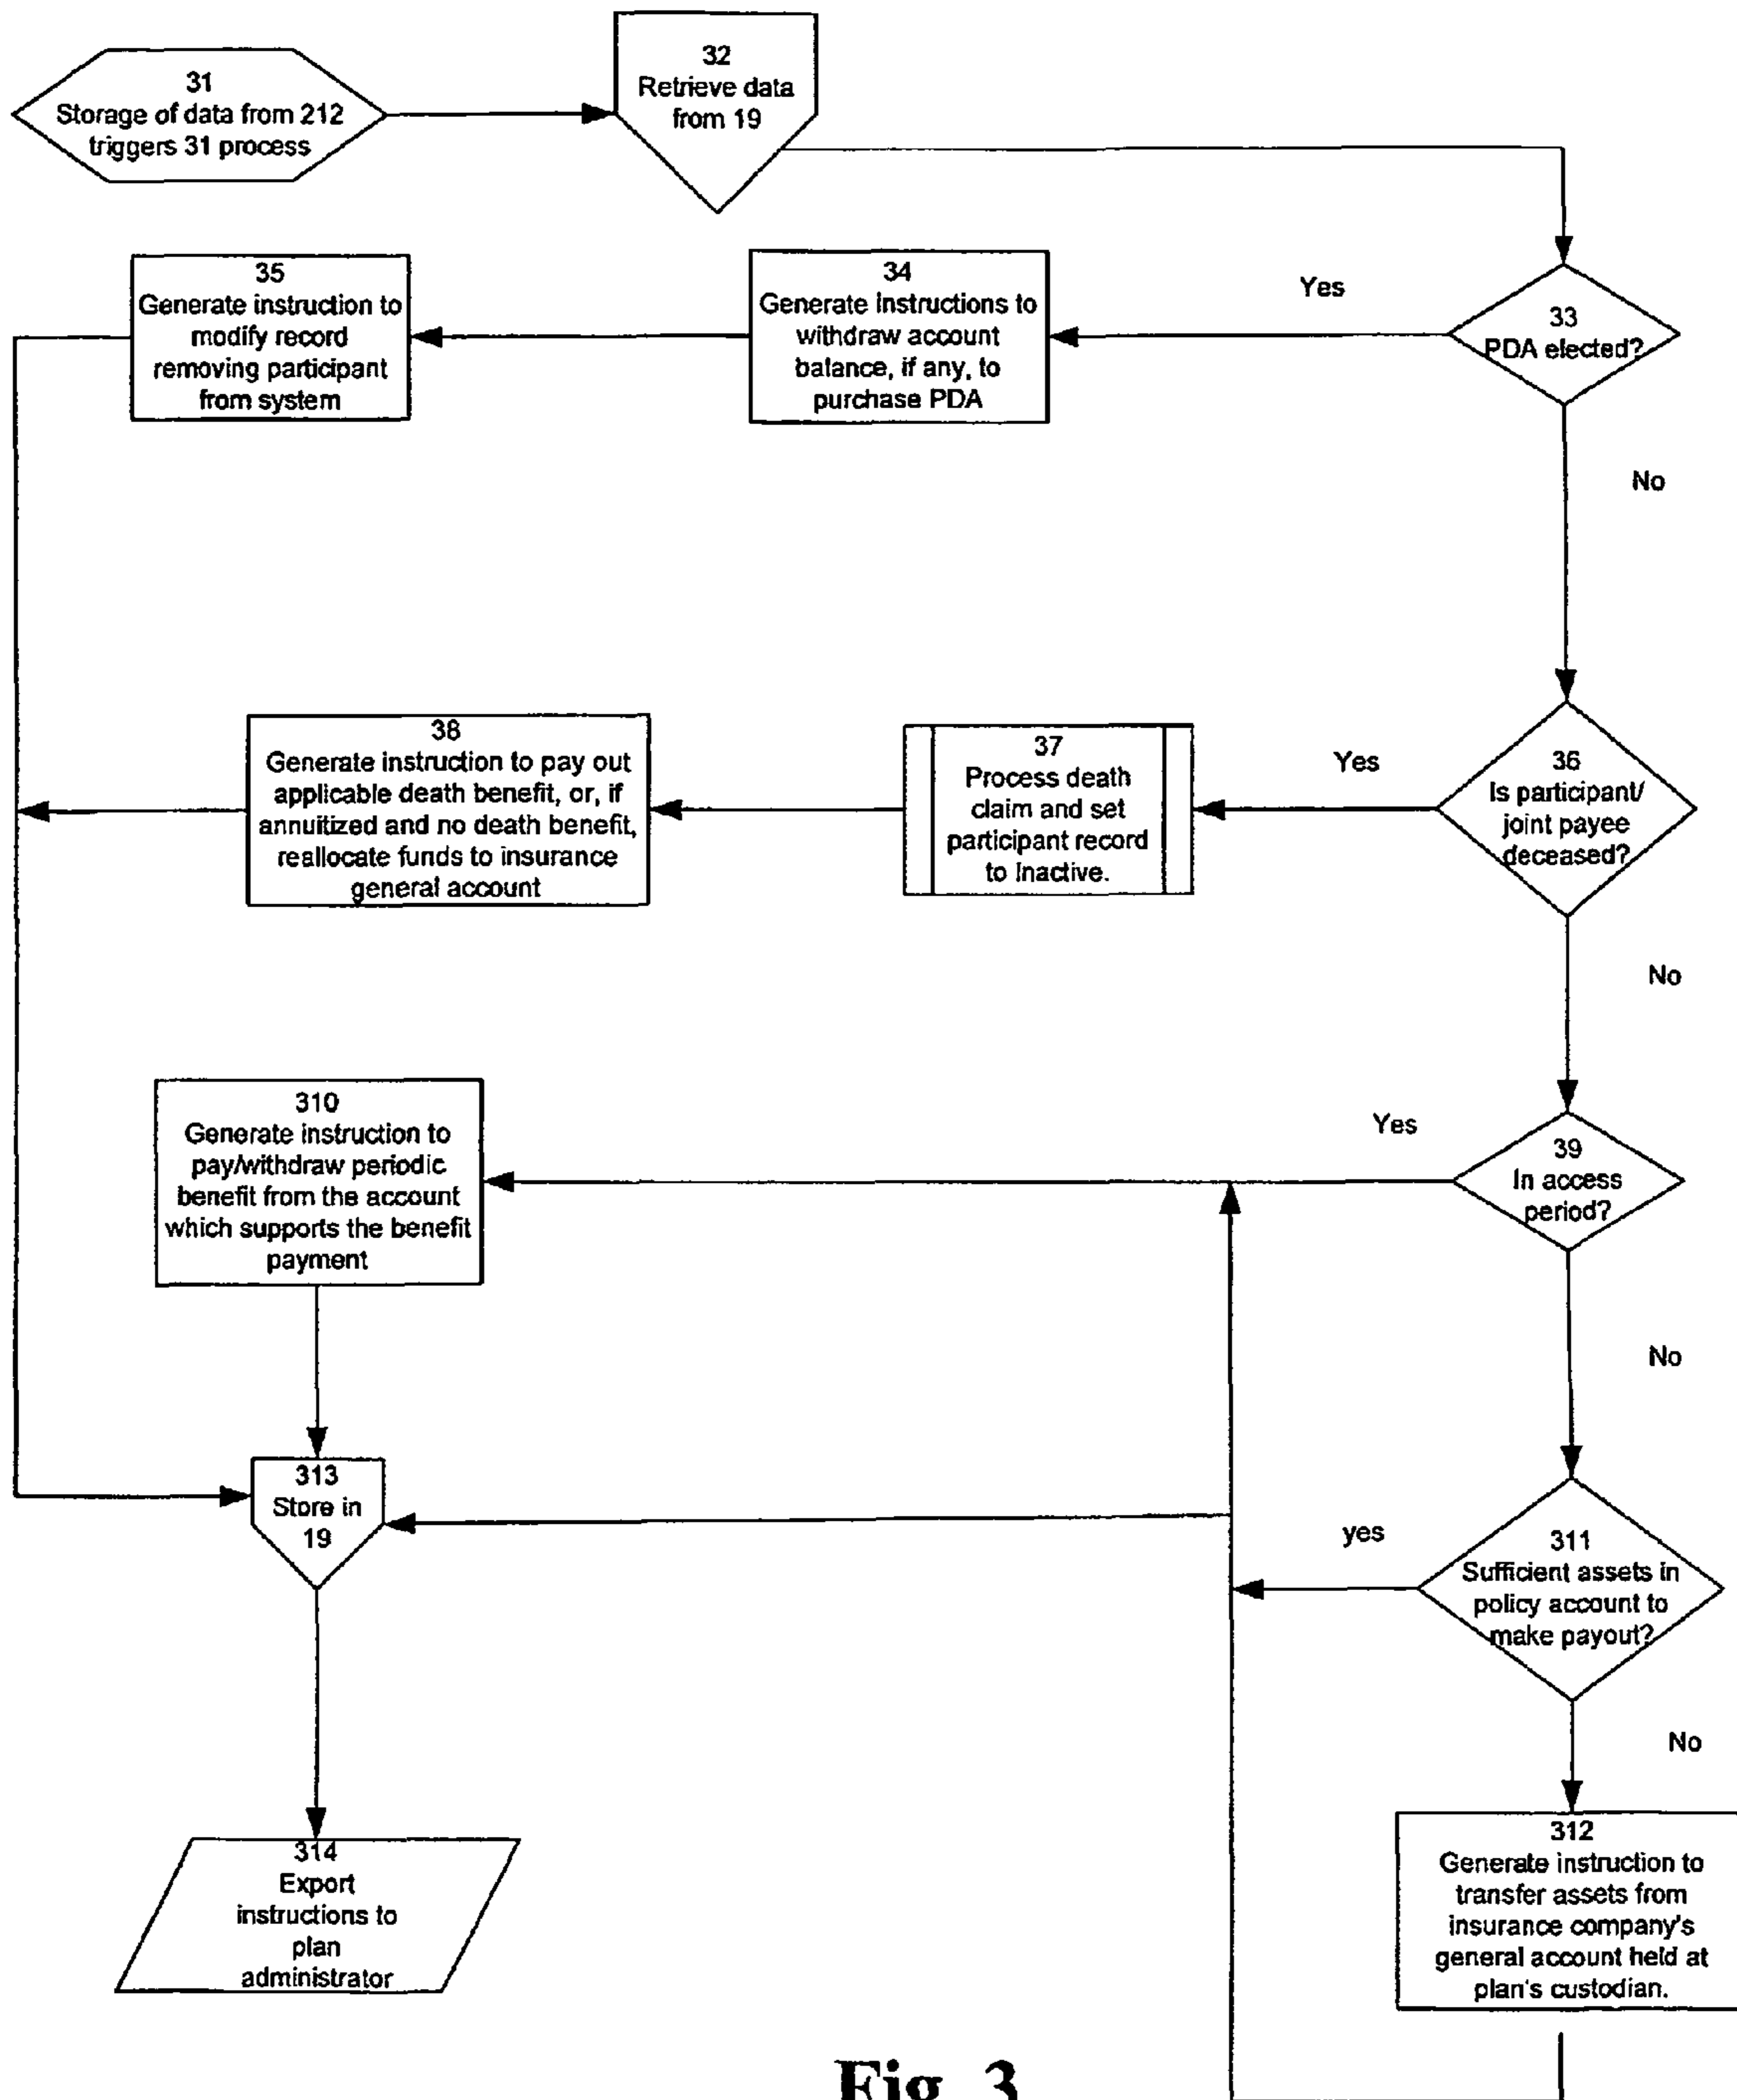 31
Storage of data from 212
triggers 31 process
32
Retrieve data
from 19
33
PDA elected?
Yes
No
34
Generate instructions to
withdraw account
balance, if any, to
purchase PDA
35
Generate instruction to
modify record
removing participant
from system
36
Is participant/
joint payee
deceased?
Yes
No
37
Process death
claim and set
participant record
to Inactive.
38
Generate instruction to pay out
applicable death benefit, or, if
annuitized and no death benefit,
reallocate funds to insurance
general account
39
In access
period?
Yes
No
310
Generate instruction to
pay/withdraw periodic
benefit from the account
which supports the benefit
payment
311
Sufficient assets in
policy account to
make payout?
yes
No
313
Store in
19
312
Generate instruction to
transfer assets from
insurance company's
general account held at
plan's custodian.
314
Export
instructions to
plan
administrator
Fig. 3